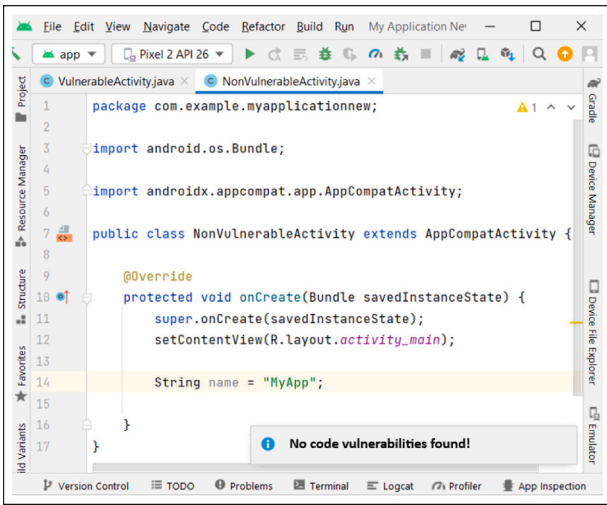 File Edit View Navigate Code Refactor Build Run My Application Ne
app Pixel 2 API 26
VulnerableActivity.java NonVulnerableActivity.java
Project
Resource Manager
Structure
Favorites
ild Variants
1 package com.example.myapplicationnew; 1
2
3 import android.os.Bundle;
4
5 import androidx.appcompat.app.AppCompatActivity;
6
7 public class NonVulnerableActivity extends AppCompatActivity {
8
9 @Override
10 protected void onCreate(Bundle savedInstanceState) {
11 super.onCreate(savedInstanceState);
12 setContentView(R.layout.activity_main);
13
14 String name = "MyApp";
15
16 }
17 }
No code vulnerabilities found!
Gradle
Device Manager
Device File Explorer
Emulator
Version Control TODO Problems Terminal Logcat Profiler App Inspection